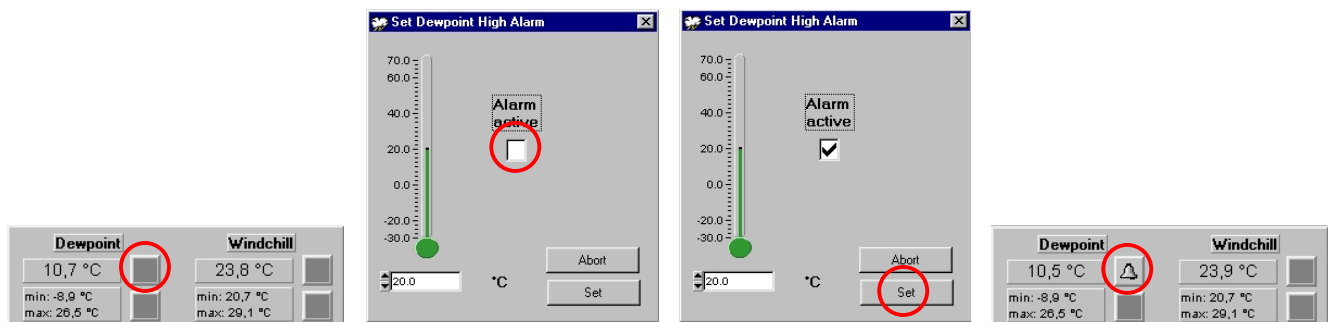 Dewpoint Windchill
10,7 °C 23,8 °C
min: -8,9 °C min: 20,7 °C
max: 26,5 °C max: 29,1 °C
Set Dewpoint High Alarm
70.0
60.0
40.0
20.0
0.0
-20.0
-30.0
Alarm
active
20.0 °C
Abort
Set
Set Dewpoint High Alarm
70.0
60.0
40.0
20.0
0.0
-20.0
-30.0
Alarm
active
20.0 °C
Abort
Set
Dewpoint Windchill
10,5 °C 23,9 °C
min: -8,9 °C min: 20,7 °C
max: 26,5 °C max: 29,1 °C